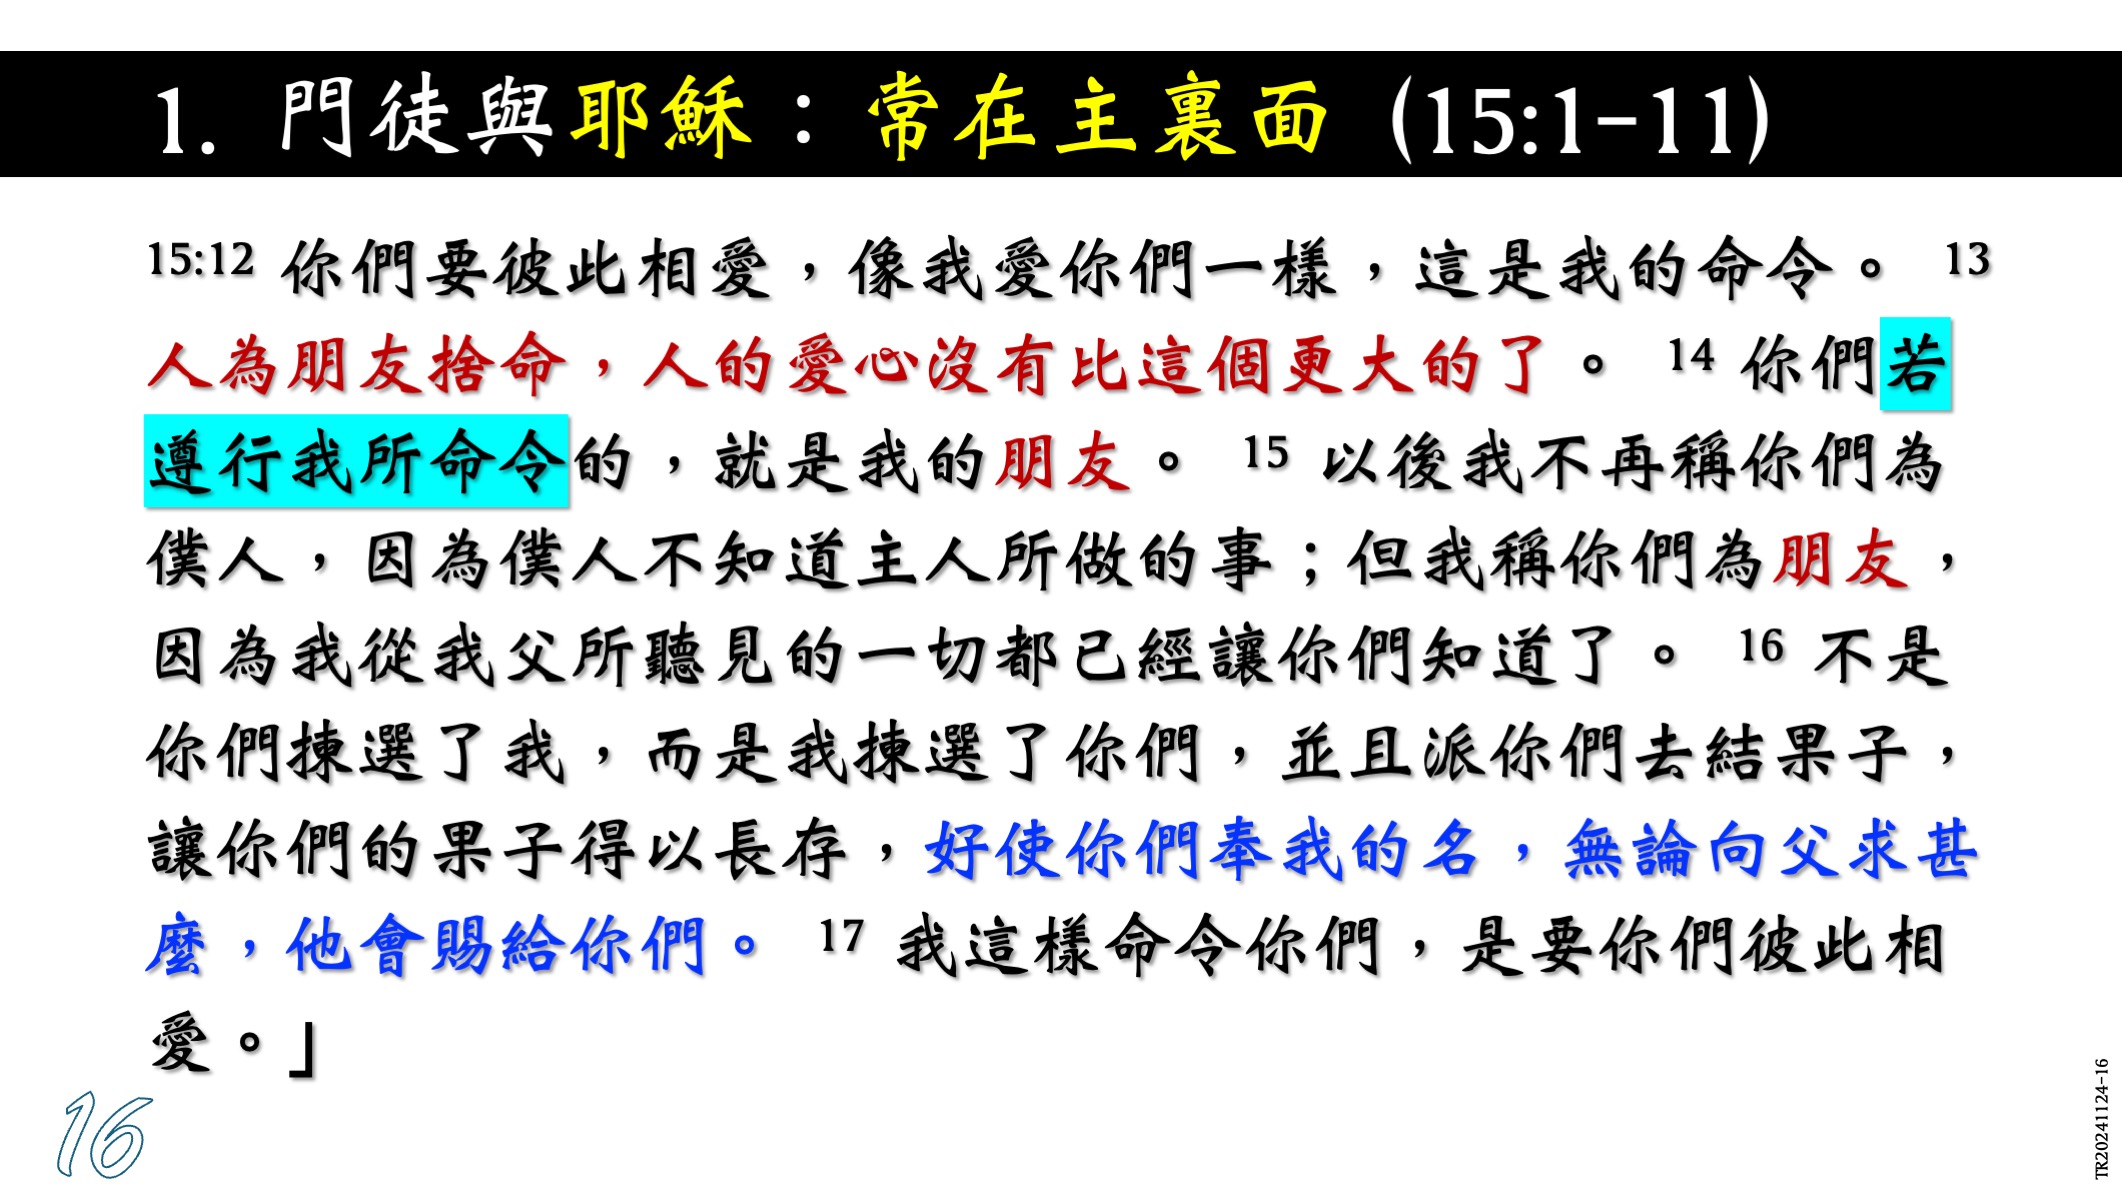 1. 門徒與耶穌：常在主裏面 (15:1-11)
15:12 你們要彼此相愛，像我愛你們一樣，這是我的命令。 13
人為朋友捨命，人的愛心沒有比這個更大的了。 14 你們若
遵行我所命令的，就是我的朋友。 15 以後我不再稱你們為
僕人，因為僕人不知道主人所做的事；但我稱你們為朋友，
因為我從我父所聽見的一切都已經讓你們知道了。 16 不是
你們揀選了我，而是我揀選了你們，並且派你們去結果子，
讓你們的果子得以長存，好使你們奉我的名，無論向父求甚
麼，他會賜給你們。 17 我這樣命令你們，是要你們彼此相
愛。」
16
TR20241124-16